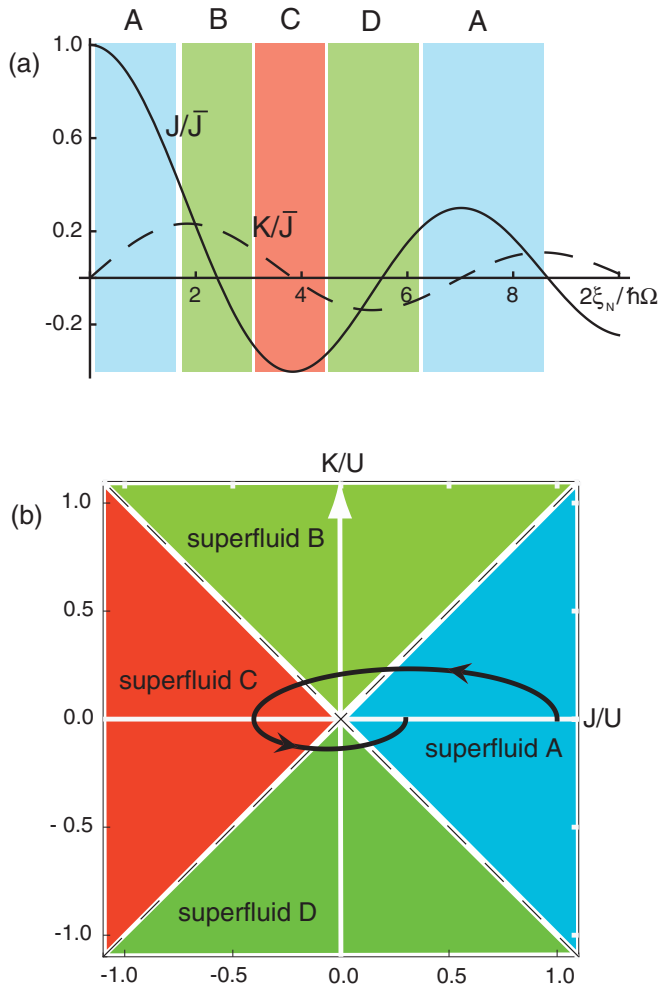 A B C D A
(a)
1.0
J/J̅
0.6
K/J̅
0.2
2 4 6 8 2ξ_N/ħΩ
-0.2
K/U
(b)
1.0
superfluid B
0.5
superfluid C
0.0
J/U
superfluid A
- 0.5
superfluid D
-1.0
-1.0 -0.5 0.0 0.5 1.0